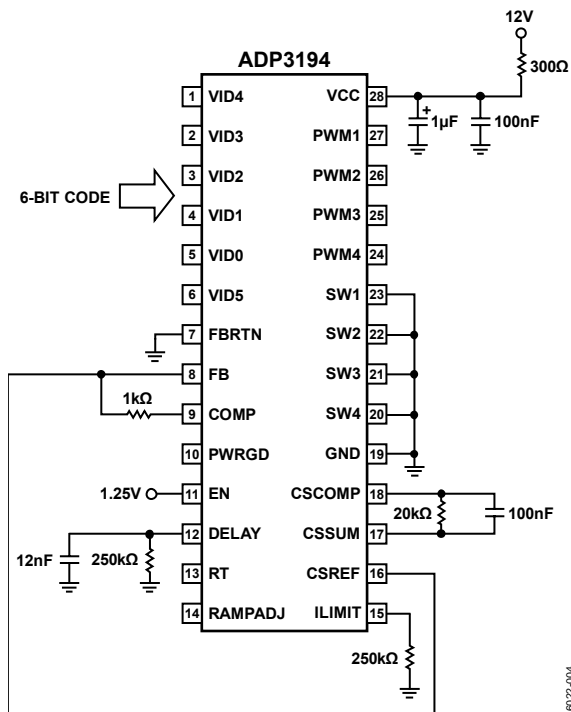 12V
300Ω
ADP3194
1 VID4
VCC 28
+
1µF
100nF
2 VID3
PWM1 27
3 VID2
PWM2 26
6-BIT CODE
4 VID1
PWM3 25
5 VID0
PWM4 24
6 VID5
SW1 23
7 FBRTN
SW2 22
8 FB
SW3 21
1kΩ
9 COMP
SW4 20
10 PWRGD
GND 19
1.25V
11 EN
CSCOMP 18
20kΩ
100nF
12 DELAY
CSSUM 17
12nF
250kΩ
13 RT
CSREF 16
14 RAMPADJ
ILIMIT 15
250kΩ